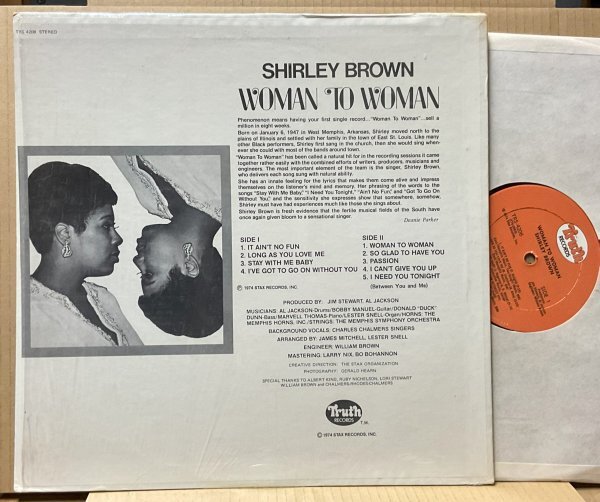 TRS 4206 STEREO
SHIRLEY BROWN
WOMAN TO WOMAN
Phenomenon means having your first single record..."Woman To Woman"...sell a
million in eight weeks.
Born on January 6, 1947 in West Memphis, Arkansas, Shirley moved north to the
plains of Illinois and settled with her family in the town of East St. Louis. Like many
other Black performers, Shirley first sang in the church, then she would sing when-
ever she could with most of the bands around town.
"Woman To Woman" has been called a natural hit for in the recording sessions it came
together rather easily with the combined efforts of writers, producers, musicians and
engineers. The most important element of the team is the singer, Shirley Brown,
who delivers each song sung with natural ability.
She has an innate feeling for the lyrics that makes them come alive and impress
themselves on the listener's mind and memory. Her phrasing of the words to the
songs "Stay With Me Baby," "I Need You Tonight," "Ain't No Fun," and "Got To Go On
Without You," and the sensitivity she expresses show that somewhere, somehow,
Shirley must have had experiences much like those she sings about.
Shirley Brown is fresh evidence that the fertile musical fields of the South have
once again given bloom to a sensational singer.
Deanie Parker
SIDE I
1. IT AIN'T NO FUN
2. LONG AS YOU LOVE ME
3. STAY WITH ME BABY
4. I'VE GOT TO GO ON WITHOUT YOU
SIDE II
1. WOMAN TO WOMAN
2. SO GLAD TO HAVE YOU
3. PASSION
4. I CAN'T GIVE YOU UP
5. I NEED YOU TONIGHT
(Between You and Me)
℗ 1974 STAX RECORDS, INC.
PRODUCED BY: JIM STEWART, AL JACKSON
MUSICIANS: AL JACKSON-Drums/BOBBY MANUEL-Guitar/DONALD "DUCK"
DUNN-Bass/MARVELL THOMAS-Piano/LESTER SNELL-Organ/HORNS: THE
MEMPHIS HORNS, INC./STRINGS: THE MEMPHIS SYMPHONY ORCHESTRA
BACKGROUND VOCALS: CHARLES CHALMERS SINGERS
ARRANGED BY: JAMES MITCHELL, LESTER SNELL
ENGINEER: WILLIAM BROWN
MASTERING: LARRY NIX, BO BOHANNON
CREATIVE DIRECTION: THE STAX ORGANIZATION
PHOTOGRAPHY: GERALD HEARN
SPECIAL THANKS TO ALBERT KING, RUBY NICHELSON, LORI STEWART
WILLIAM BROWN and CHALMERS/RHODES/CHALMERS
Truth
RECORDS
T.M.
© 1974 STAX RECORDS, INC.
Truth
RECORDS
WOMAN TO WOMAN
SHIRLEY BROWN